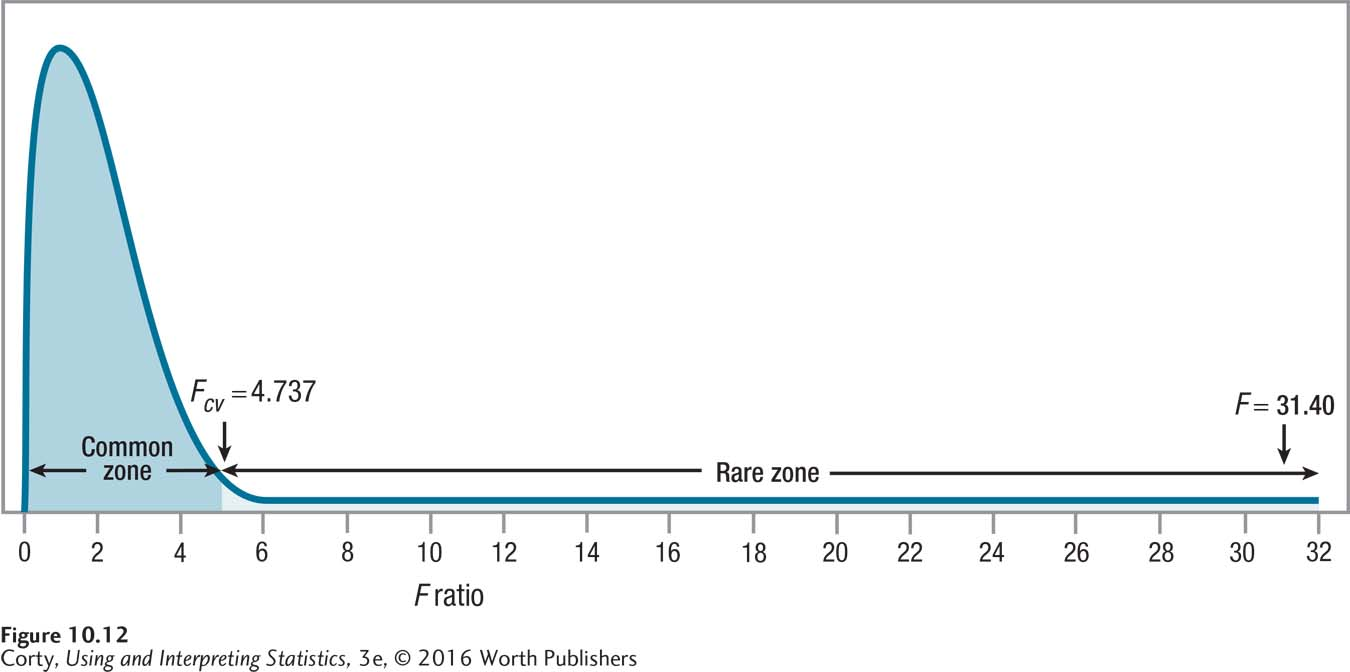 F_cv = 4.737
F = 31.40
Common
zone
Rare zone
0 2 4 6 8 10 12 14 16 18 20 22 24 26 28 30 32
F ratio
Figure 10.12
Corty, Using and Interpreting Statistics, 3e, © 2016 Worth Publishers